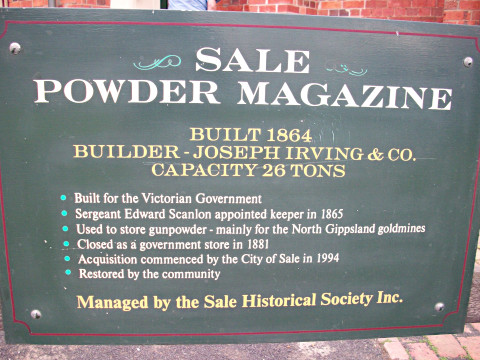 SALE
POWDER MAGAZINE
BUILT 1864
BUILDER - JOSEPH IRVING & CO.
CAPACITY 26 TONS
Built for the Victorian Government
Sergeant Edward Scanlon appointed keeper in 1865
Used to store gunpowder - mainly for the North Gippsland goldmines
Closed as a government store in 1881
Acquisition commenced by the City of Sale in 1994
Restored by the community
Managed by the Sale Historical Society Inc.